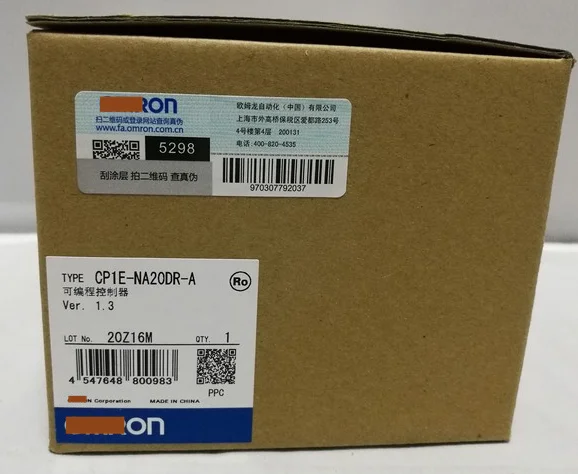 RON
扫二维码或登录网站查询真伪
www.fa.omron.com.cn
5298
刮涂层 拍二维码 查真伪
欧姆龙自动化（中国）有限公司
上海市外高桥保税区爱都路253号
4号楼第4层 200131
电话:400-820-4535
970307792037
TYPE CP1E-NA20DR-A
可编程控制器
Ver. 1.3
Ro
LOT No. 20Z16M QTY 1
4 547648 800983
PPC
N Corporation MADE IN CHINA
RON